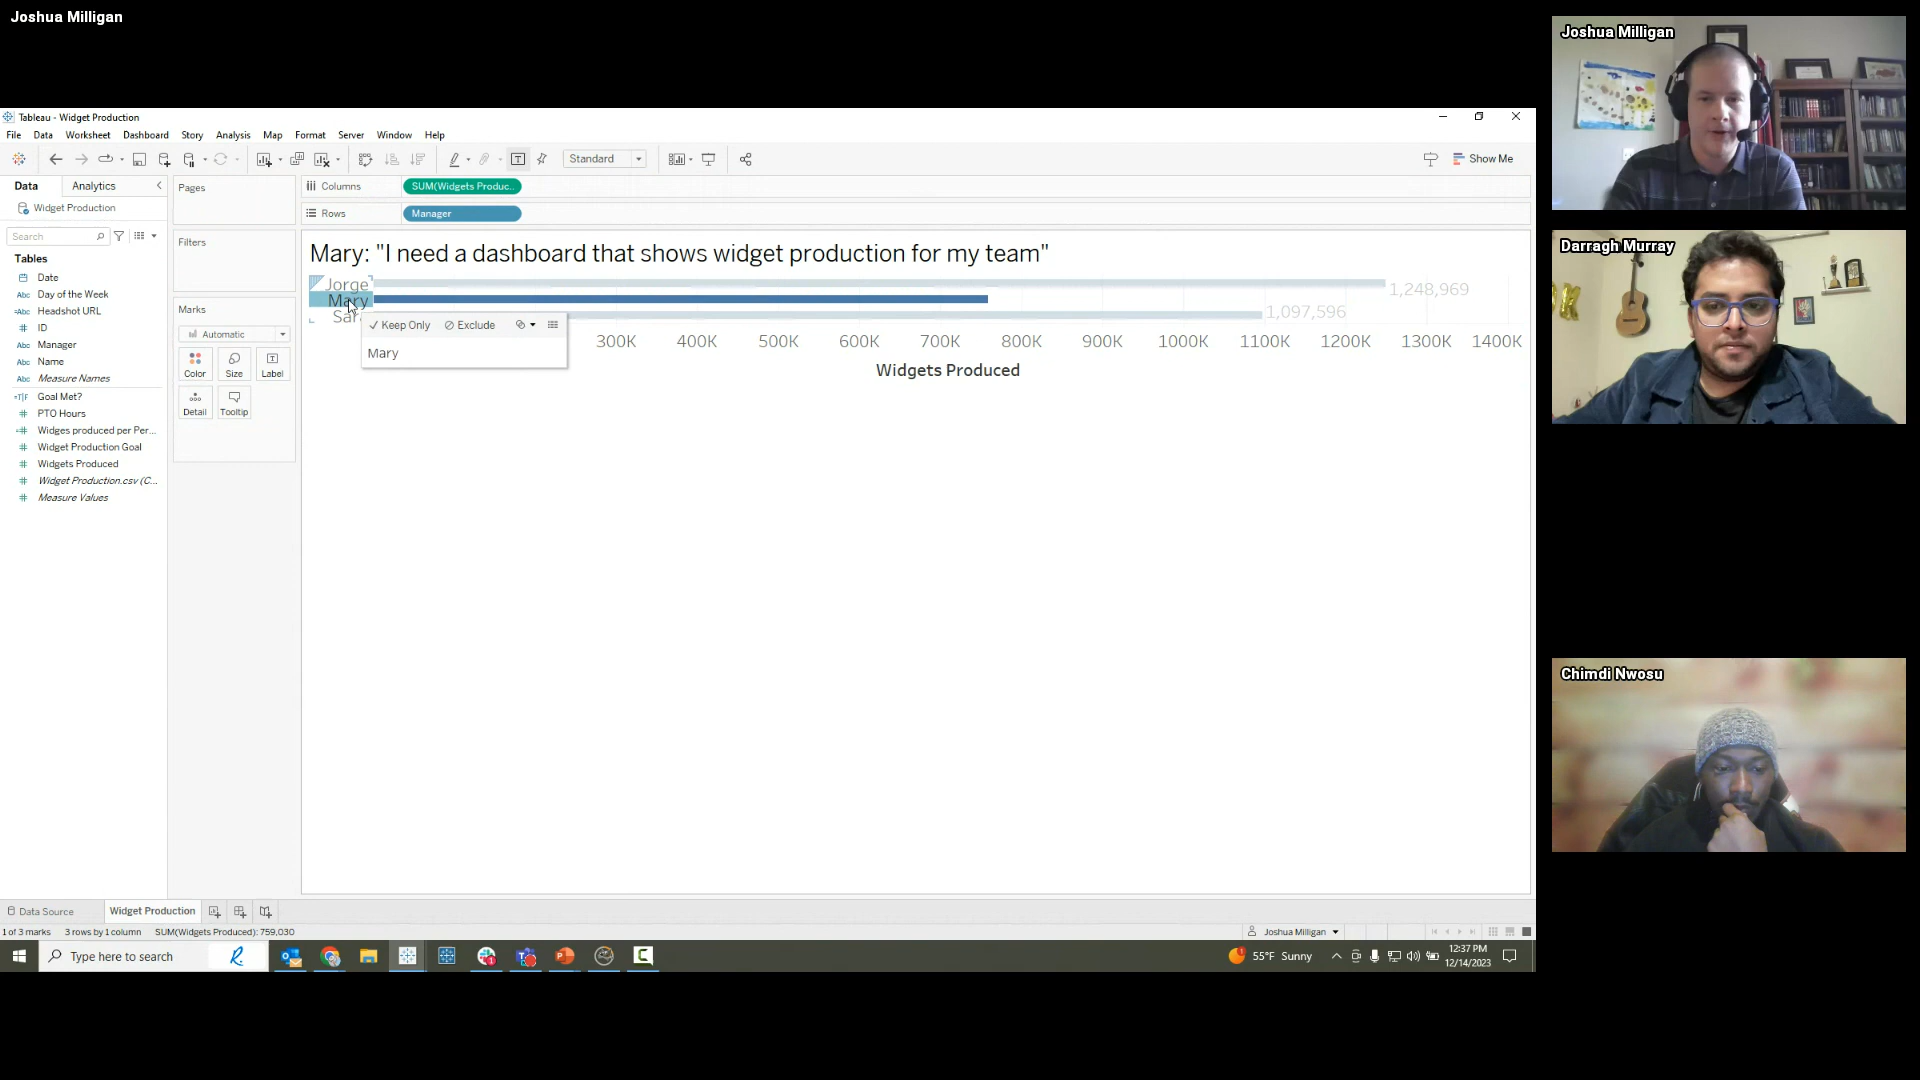 Joshua Milligan
Joshua Milligan
Darragh Murray
Chimdi Nwosu
Tableau - Widget Production
File Data Worksheet Dashboard Story Analysis Map Format Server Window Help
Standard
Show Me
Data Analytics
Pages
Columns
SUM(Widgets Produc..
Rows
Manager
Widget Production
Search
Filters
Tables
Date
Abc Day of the Week
=Abc Headshot URL
# ID
Abc Manager
Abc Name
Abc Measure Names
=T|F Goal Met?
# PTO Hours
=# Widges produced per Per...
# Widget Production Goal
# Widgets Produced
# Widget Production.csv (C...
# Measure Values
Marks
Automatic
Color Size Label
Detail Tooltip
Mary: "I need a dashboard that shows widget production for my team"
Jorge
1,248,969
Mary
1,097,596
Keep Only Exclude
Mary
300K 400K 500K 600K 700K 800K 900K 1000K 1100K 1200K 1300K 1400K
Widgets Produced
Data Source Widget Production
1 of 3 marks 3 rows by 1 column SUM(Widgets Produced): 759,030
Joshua Milligan
Type here to search
55°F Sunny
12:37 PM
12/14/2023